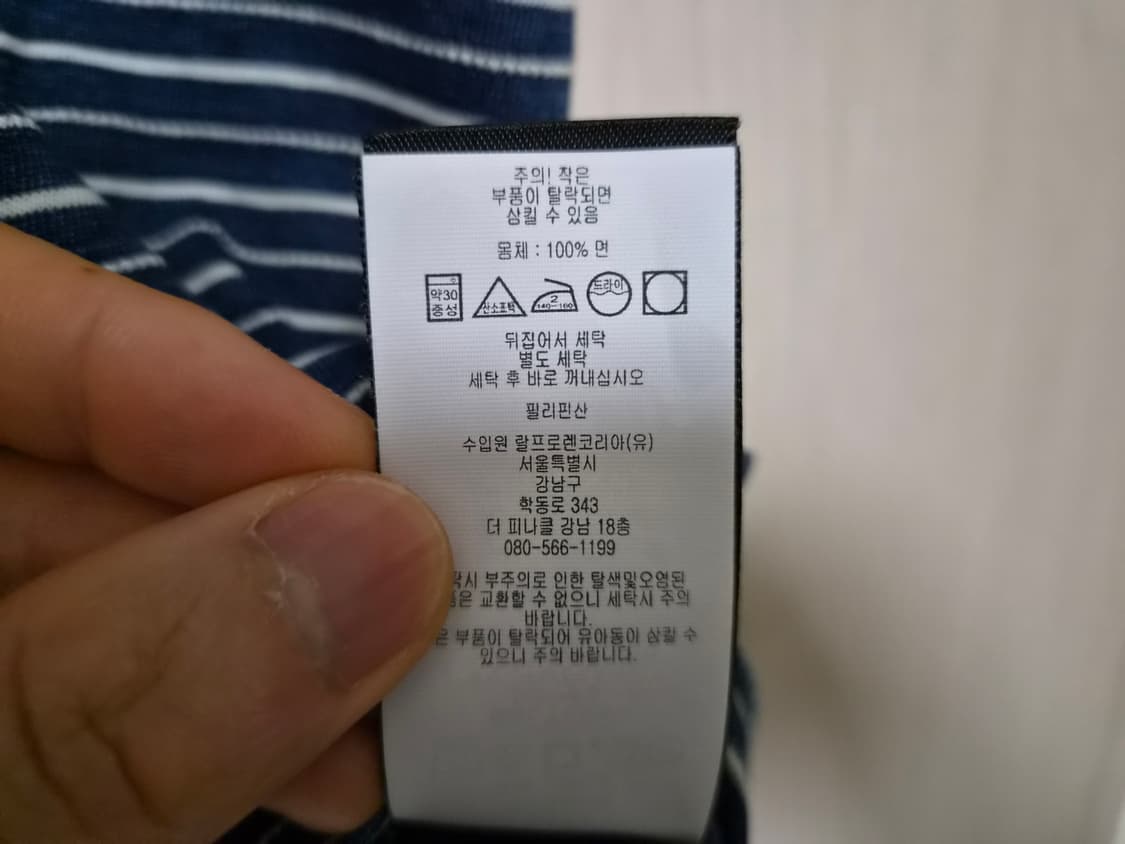 주의! 작은
부품이 탈락되면
삼킬 수 있음
몸체 : 100% 면
약30 중성 산소표백 2 140~160 드라이
뒤집어서 세탁
별도 세탁
세탁 후 바로 꺼내십시오
필리핀산
수입원 랄프로렌코리아(유)
서울특별시
강남구
학동로 343
더 피나클 강남 18층
080-566-1199
부주의로 인한 탈색및오염된
교환할 수 없으니 세탁시 주의
바랍니다.
부품이 탈락되어 유아동이 삼킬 수
있으니 주의 바랍니다.